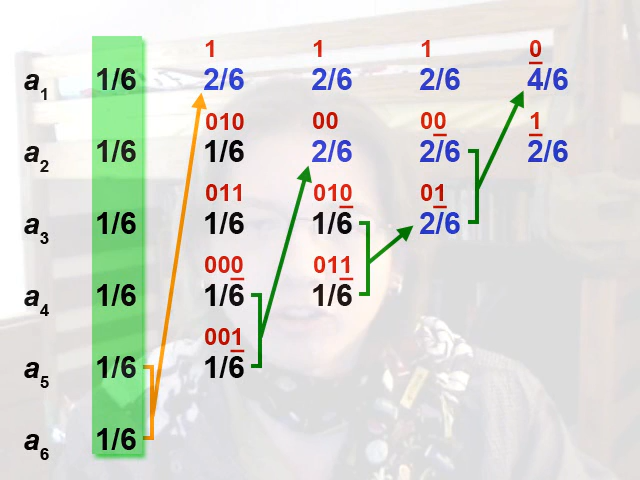 1 1 1 0
a1 1/6 2/6 2/6 2/6 4/6
010 00 00 1
a2 1/6 1/6 2/6 2/6 2/6
011 010 01
a3 1/6 1/6 1/6 2/6
000 011
a4 1/6 1/6 1/6
001
a5 1/6 1/6
a6 1/6